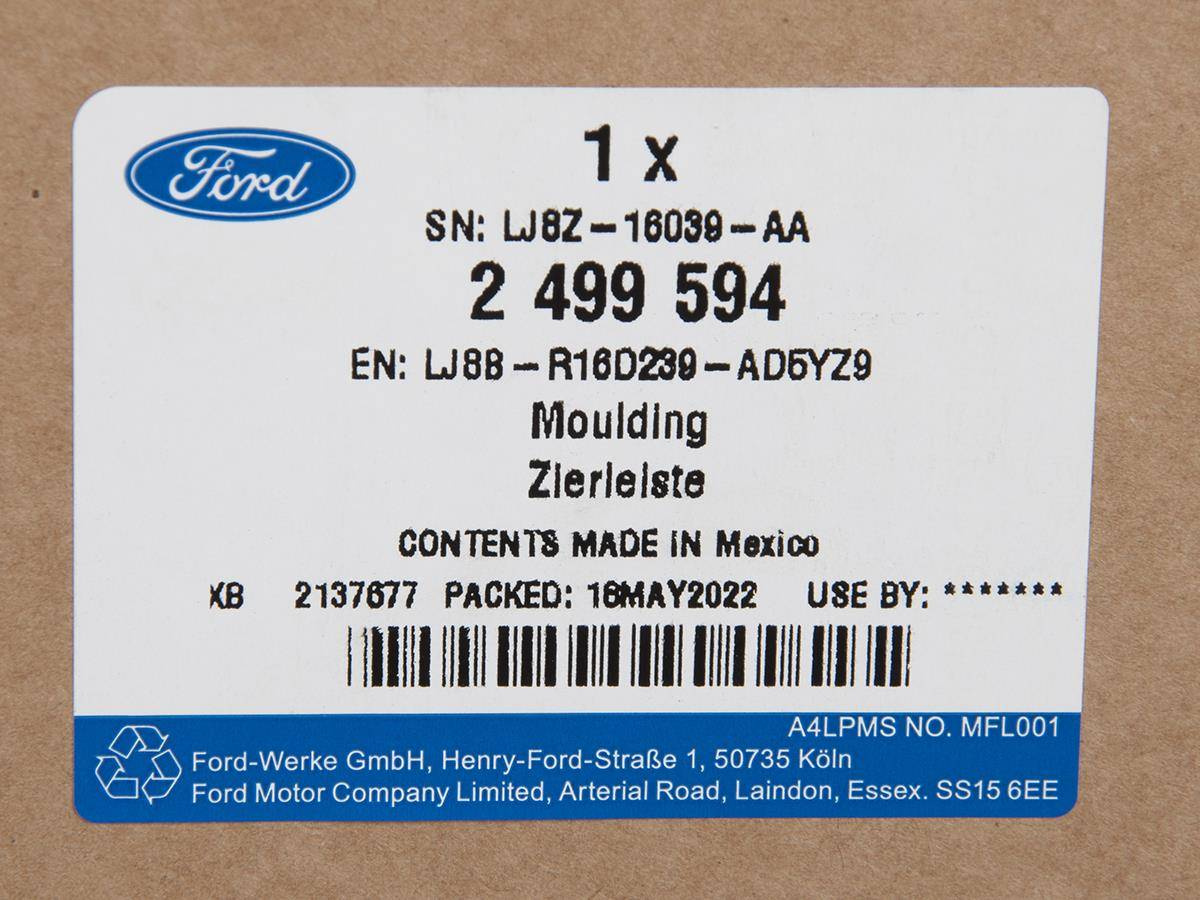 Ford
1 x
SN: LJ8Z-16039-AA
2 499 594
EN: LJ8B-R16D239-AD5YZ9
Moulding
Zierleiste
CONTENTS MADE IN Mexico
XB 2137677 PACKED: 16MAY2022 USE BY: *******
A4LPMS NO. MFL001
Ford-Werke GmbH, Henry-Ford-Straße 1, 50735 Köln
Ford Motor Company Limited, Arterial Road, Laindon, Essex. SS15 6EE